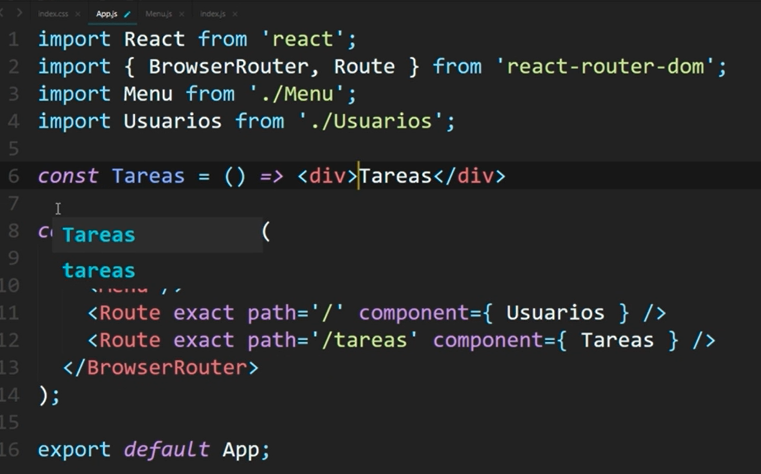 index.css × App.js Menu.js × index.js ×
1 import React from 'react';
2 import { BrowserRouter, Route } from 'react-router-dom';
3 import Menu from './Menu';
4 import Usuarios from './Usuarios';
5
6 const Tareas = () => <div>Tareas</div>
7
8 (
Tareas
9
tareas
10
11 <Route exact path='/' component={ Usuarios } />
12 <Route exact path='/tareas' component={ Tareas } />
13 </BrowserRouter>
14 );
15
16 export default App;